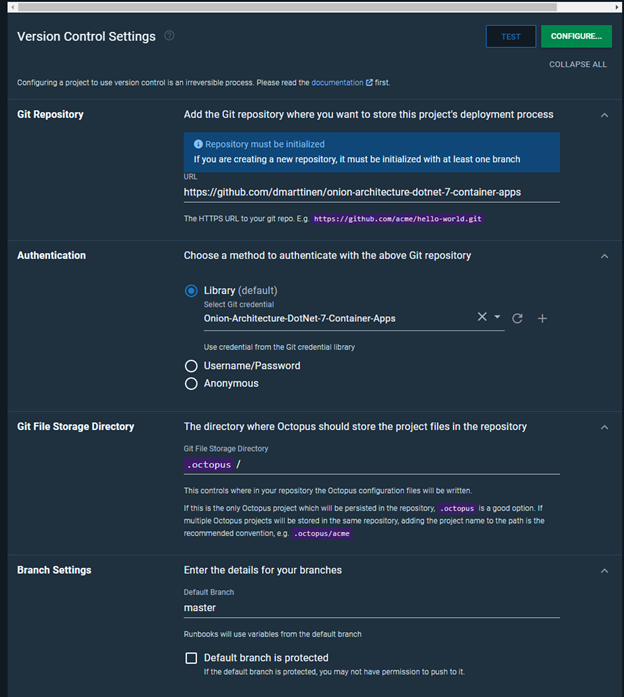 Version Control Settings
TEST
CONFIGURE...
COLLAPSE ALL
Configuring a project to use version control is an irreversible process. Please read the documentation first.
Git Repository
Add the Git repository where you want to store this project's deployment process
Repository must be initialized
If you are creating a new repository, it must be initialized with at least one branch
URL
https://github.com/dmarttinen/onion-architecture-dotnet-7-container-apps
The HTTPS URL to your git repo. E.g. https://github.com/acme/hello-world.git
Authentication
Choose a method to authenticate with the above Git repository
Library (default)
Select Git credential
Onion-Architecture-DotNet-7-Container-Apps
Use credential from the Git credential library
Username/Password
Anonymous
Git File Storage Directory
The directory where Octopus should store the project files in the repository
Git File Storage Directory
.octopus /
This controls where in your repository the Octopus configuration files will be written.
If this is the only Octopus project which will be persisted in the repository, .octopus is a good option. If
multiple Octopus projects will be stored in the same repository, adding the project name to the path is the
recommended convention, e.g. .octopus/acme
Branch Settings
Enter the details for your branches
Default Branch
master
Runbooks will use variables from the default branch
Default branch is protected
If the default branch is protected, you may not have permission to push to it.